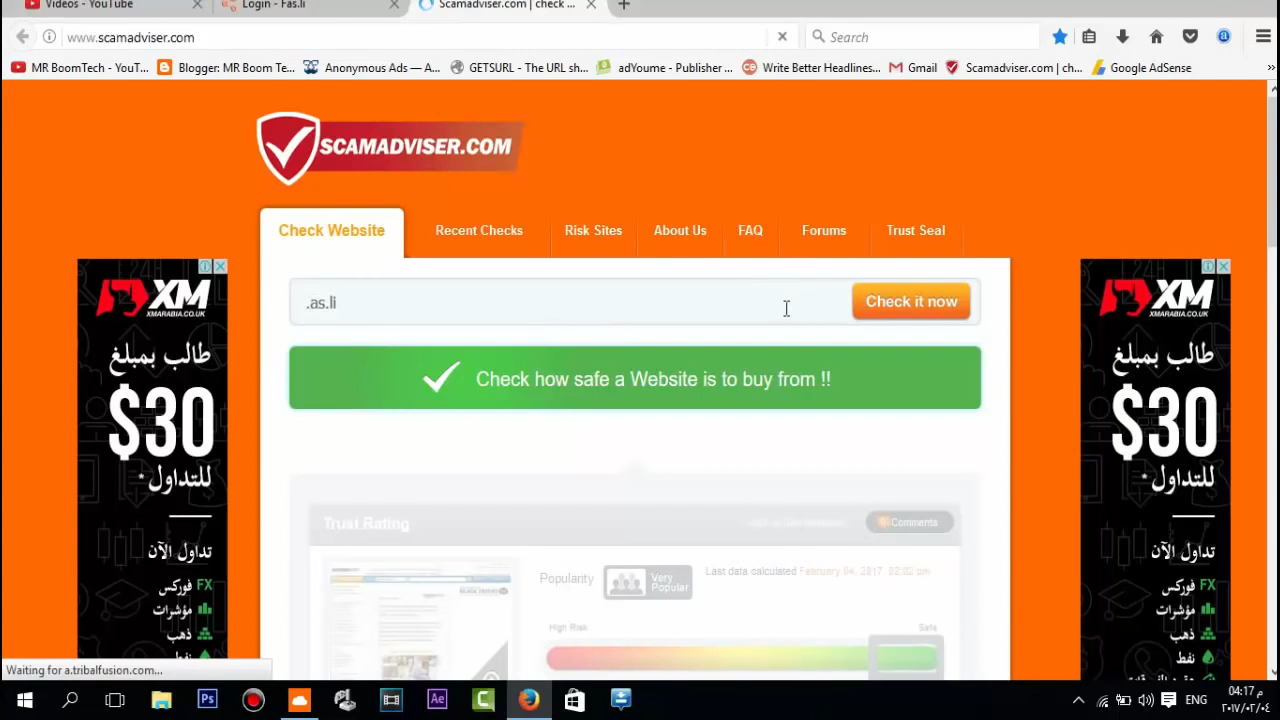 Videos - YouTube
Login - Fas.li
Scamadviser.com | check ...
www.scamadviser.com
Search
MR BoomTech - YouT...
Blogger: MR Boom Te...
Anonymous Ads — A...
GETSURL - The URL sh...
adYoume - Publisher ...
Write Better Headlines...
Gmail
Scamadviser.com | ch...
Google AdSense
SCAMADVISER.COM
Check Website
Recent Checks
Risk Sites
About Us
FAQ
Forums
Trust Seal
.as.li
Check it now
Check how safe a Website is to buy from !!
XM
XMARABIA.CO.UK
طالب بمبلغ
$30
للتداول *
تداول الآن
فوركس FX
مؤشرات
ذهب
نفط
XM
XMARABIA.CO.UK
طالب بمبلغ
$30
للتداول *
تداول الآن
فوركس FX
مؤشرات
ذهب
نفط
Trust Rating
Comments
Popularity
Very
Popular
Last data calculated February 04, 2017 02:02 pm
High Risk
Safe
Waiting for a.tribalfusion.com...
Ps
Ae
ENG
04:17 م
٢٠١٧/٠٢/٠٤